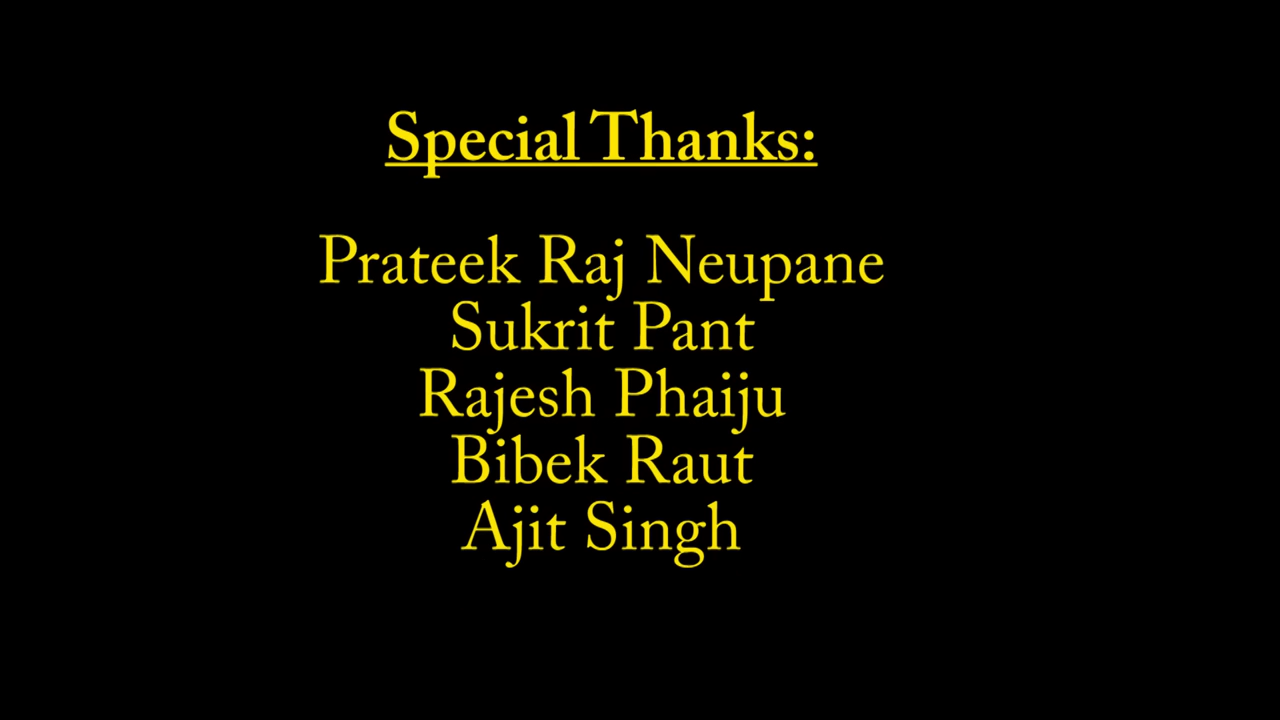 Special Thanks:
Prateek Raj Neupane
Sukrit Pant
Rajesh Phaiju
Bibek Raut
Ajit Singh